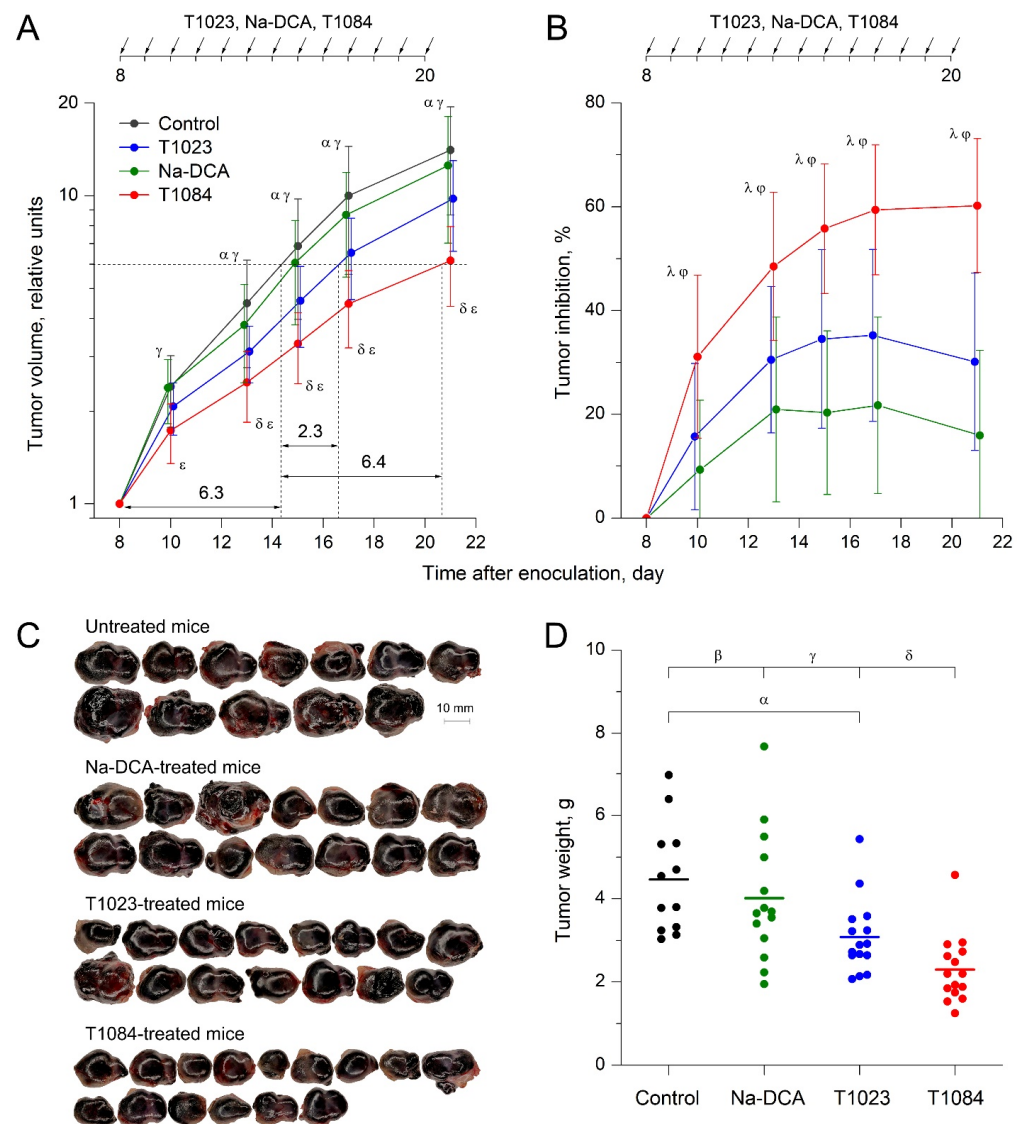 A
T1023, Na-DCA, T1084
8
20
Control
T1023
Na-DCA
T1084
Tumor volume, relative units
20
10
1
α γ
α γ
α γ
α γ
γ
ε
δ ε
δ ε
δ ε
δ ε
2.3
6.4
6.3
8 10 12 14 16 18 20 22
B
T1023, Na-DCA, T1084
8
20
Tumor inhibition, %
80
60
40
20
0
λ φ
λ φ
λ φ
λ φ
λ φ
8 10 12 14 16 18 20 22
Time after enoculation, day
C
Untreated mice
10 mm
Na-DCA-treated mice
T1023-treated mice
T1084-treated mice
D
Tumor weight, g
10
8
6
4
2
0
β
γ
δ
α
Control Na-DCA T1023 T1084